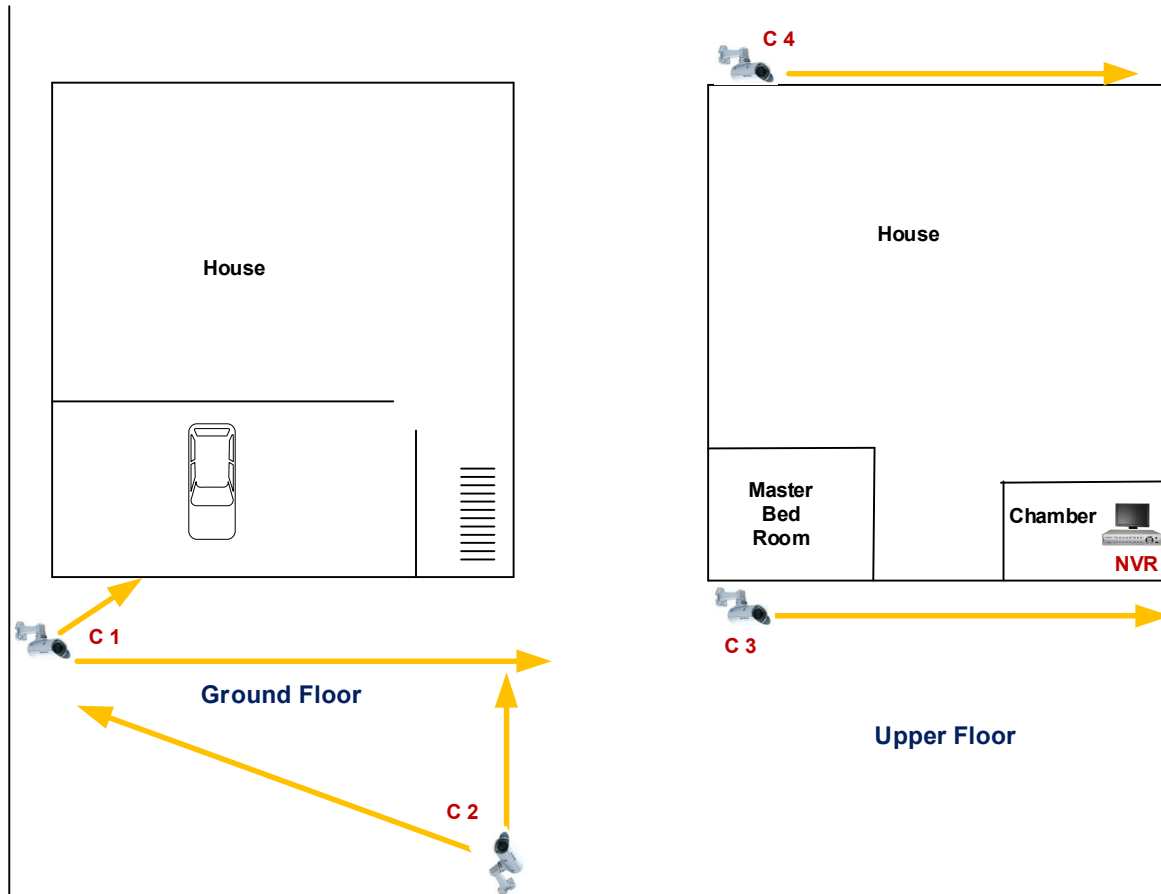 C 4
House
House
Master
Bed
Room
Chamber
NVR
C 1
C 3
Ground Floor
Upper Floor
C 2